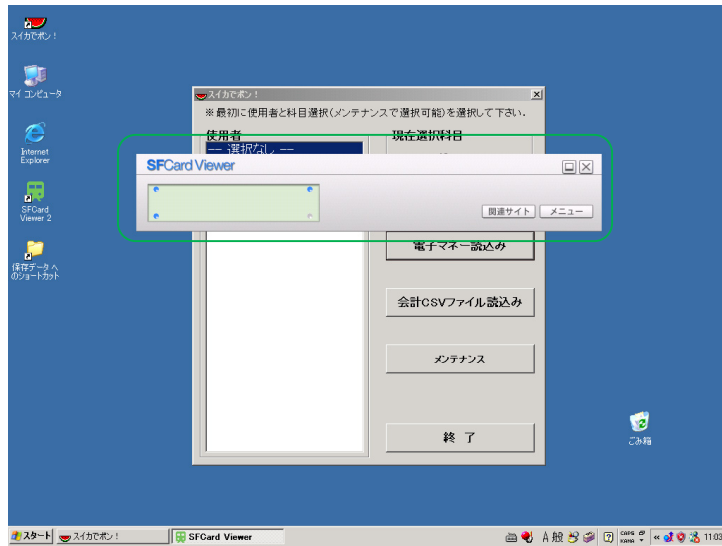 スイカでポン!
マイ コンピュータ
Internet
Explorer
SFCard
Viewer 2
保存データへ
のショートカット
スイカでポン!
※最初に使用者と科目選択(メンテナンスで選択可能)を選択して下さい.
使用者
現在選択科目
-- 選択なし --
SFCard Viewer
関連サイト
メニュー
電子マネー読込み
会計CSVファイル読込み
メンテナンス
終 了
ごみ箱
スタート
スイカでポン!
SFCard Viewer
A 般
CAPS
KANA
11:03